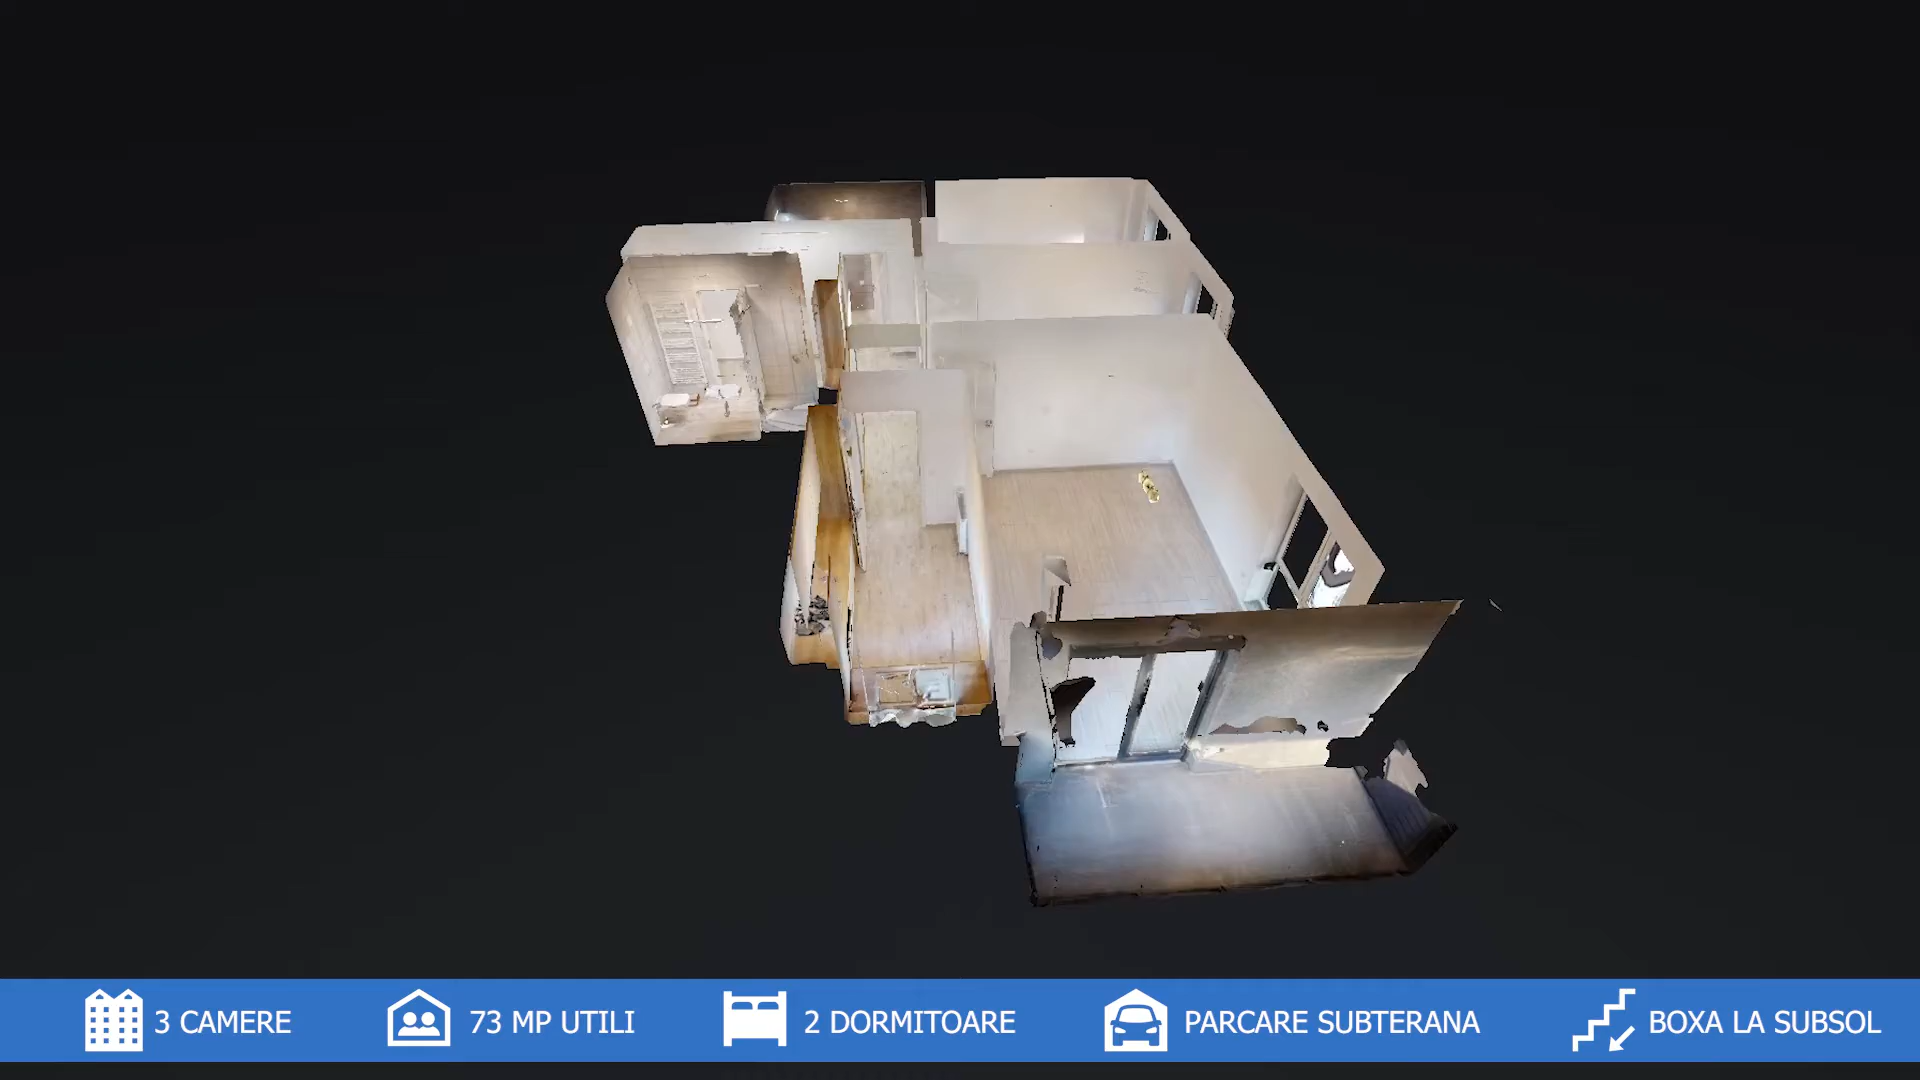 3 CAMERE
73 MP UTILI
2 DORMITOARE
PARCARE SUBTERANA
BOXA LA SUBSOL